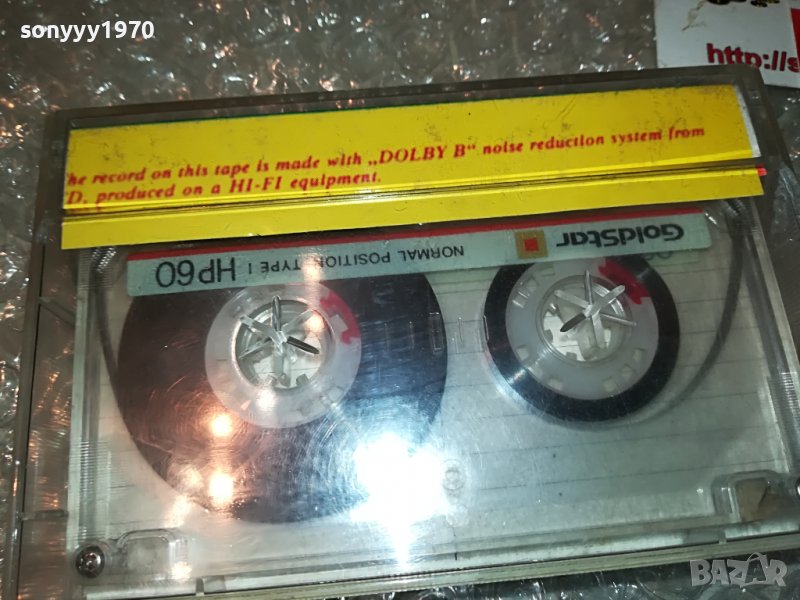 sonyyy1970
http://s
he record on this tape is made with „DOLBY B“ noise reduction system from
D, produced on a HI-FI equipment.
GoldStar
NORMAL POSITION TYPE I HP60
BAZAR